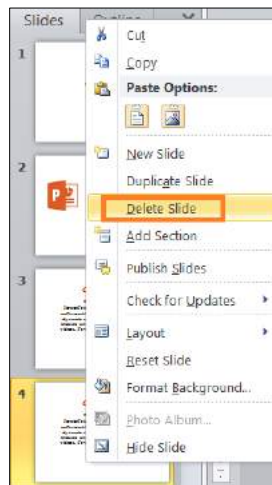 Slides
Outline
Cut
1
Copy
Paste Options:
New Slide
2
Duplicate Slide
P
Delete Slide
Add Section
Publish Slides
3
Check for Updates
Layout
Reset Slide
4
Format Background...
Photo Album...
Hide Slide